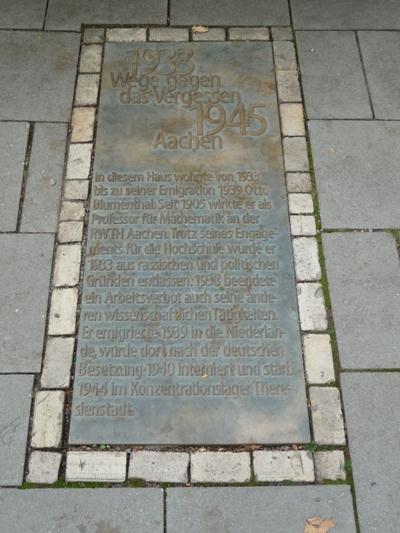 1933
Wege gegen
das Vergessen
1945
Aachen
In diesem Haus wohnte von 1933
bis zu seiner Emigration 1939 Otto
Blumenthal. Seit 1905 wirkte er als
Professor für Mathematik an der
RWTH Aachen. Trotz seines Engage-
ments für die Hochschule wurde er
1933 aus rassischen und politischen
Gründen entlassen. 1938 beendete
ein Arbeitsverbot auch seine ande-
ren wissenschaftlichen Tätigkeiten.
Er emigrierte 1939 in die Niederlan-
de, wurde dort nach der deutschen
Besetzung 1940 interniert und starb
1944 im Konzentrationslager There-
sienstadt.